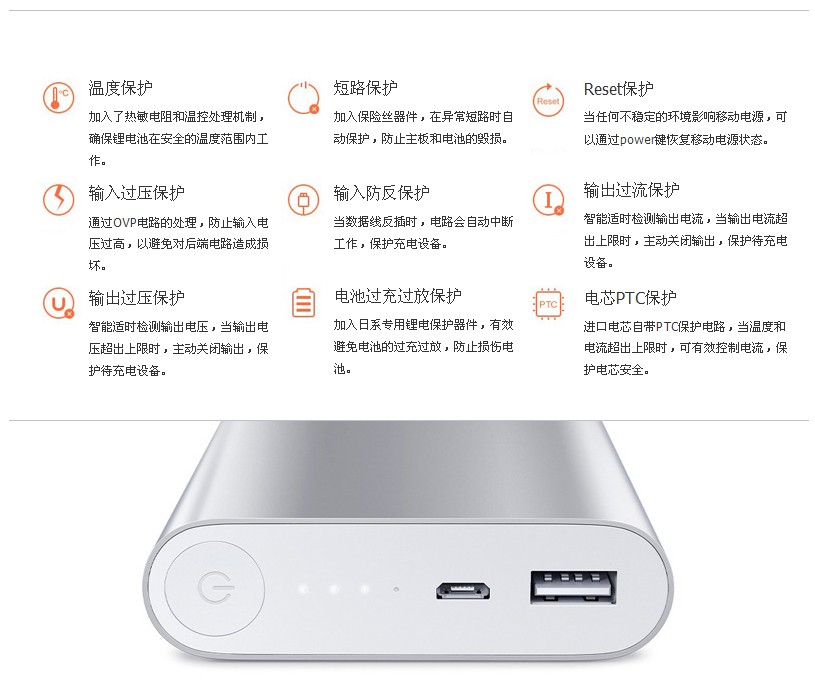 温度保护
加入了热敏电阻和温控处理机制，
确保锂电池在安全的温度范围内工
作。
短路保护
加入保险丝器件，在异常短路时自
动保护，防止主板和电池的毁损。
Reset
Reset保护
当任何不稳定的环境影响移动电源，可
以通过power键恢复移动电源状态。
输入过压保护
通过OVP电路的处理，防止输入电
压过高，以避免对后端电路造成损
坏。
输入防反保护
当数据线反插时，电路会自动中断
工作，保护充电设备。
I
输出过流保护
智能适时检测输出电流，当输出电流超
出上限时，主动关闭输出，保护待充电
设备。
U
输出过压保护
智能适时检测输出电压，当输出电
压超出上限时，主动关闭输出，保
护待充电设备。
电池过充过放保护
加入日系专用锂电保护器件，有效
避免电池的过充过放，防止损伤电
池。
PTC
电芯PTC保护
进口电芯自带PTC保护电路，当温度和
电流超出上限时，可有效控制电流，保
护电芯安全。
°C